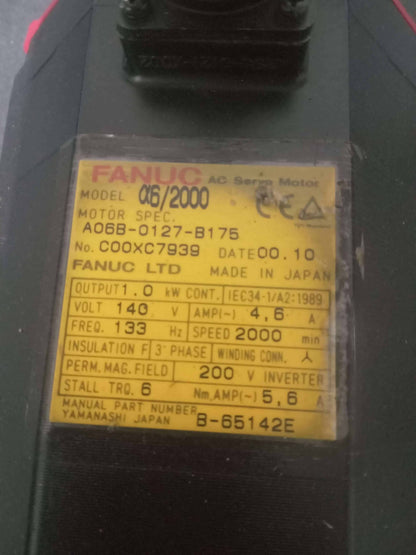 FANUC AC Servo Motor
MODEL α6/2000
MOTOR SPEC.
A06B-0127-B175
No. C00XC7939 DATE 00.10
FANUC LTD MADE IN JAPAN
OUTPUT 1.0 kW CONT. IEC34-1/A2:1989
VOLT 140 V AMP(~) 4,6 A
FREQ. 133 Hz SPEED 2000 min
INSULATION F 3~ PHASE WINDING CONN.
PERM. MAG. FIELD 200 V INVERTER
STALL TRQ. 6 Nm, AMP(~) 5,6 A
MANUAL PART NUMBER
YAMANASHI JAPAN B-65142E